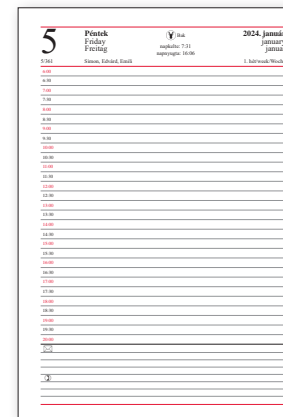 5
Péntek
Friday
Freitag
Bak
napkelte: 7:31
napnyugta: 16:06
2024. januá
január
janua
5/361
Simon, Edvárd, Emili
1. hét/week/Woch
6:00
6:30
7:00
7:30
8:00
8:30
9:00
9:30
10:00
10:30
11:00
11:30
12:00
12:30
13:00
13:30
14:00
14:30
15:00
15:30
16:00
16:30
17:00
17:30
18:00
18:30
19:00
19:30
20:00